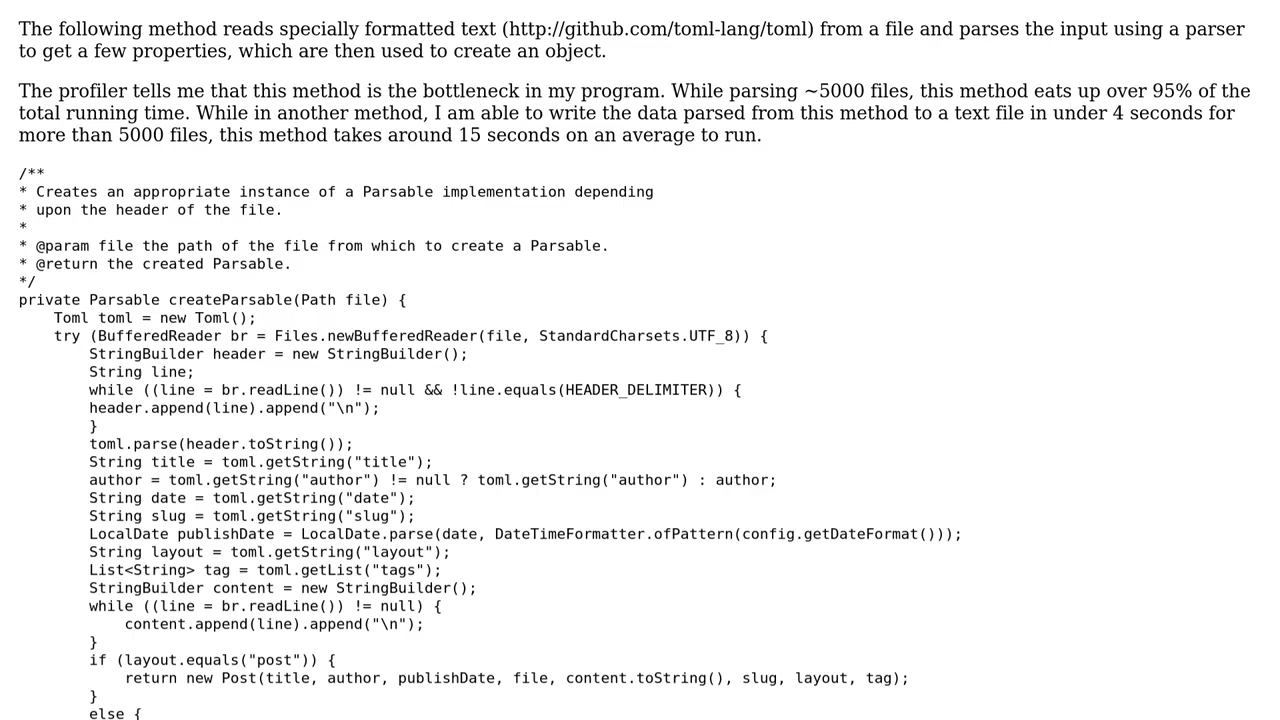 The following method reads specially formatted text (http://github.com/toml-lang/toml) from a file and parses the input using a parser
to get a few properties, which are then used to create an object.
The profiler tells me that this method is the bottleneck in my program. While parsing ~5000 files, this method eats up over 95% of the
total running time. While in another method, I am able to write the data parsed from this method to a text file in under 4 seconds for
more than 5000 files, this method takes around 15 seconds on an average to run.
/**
* Creates an appropriate instance of a Parsable implementation depending
* upon the header of the file.
*
* @param file the path of the file from which to create a Parsable.
* @return the created Parsable.
*/
private Parsable createParsable(Path file) {
    Toml toml = new Toml();
    try (BufferedReader br = Files.newBufferedReader(file, StandardCharsets.UTF_8)) {
        StringBuilder header = new StringBuilder();
        String line;
        while ((line = br.readLine()) != null && !line.equals(HEADER_DELIMITER)) {
        header.append(line).append("\n");
        }
        toml.parse(header.toString());
        String title = toml.getString("title");
        author = toml.getString("author") != null ? toml.getString("author") : author;
        String date = toml.getString("date");
        String slug = toml.getString("slug");
        LocalDate publishDate = LocalDate.parse(date, DateTimeFormatter.ofPattern(config.getDateFormat()));
        String layout = toml.getString("layout");
        List<String> tag = toml.getList("tags");
        StringBuilder content = new StringBuilder();
        while ((line = br.readLine()) != null) {
            content.append(line).append("\n");
        }
        if (layout.equals("post")) {
            return new Post(title, author, publishDate, file, content.toString(), slug, layout, tag);
        }
        else {